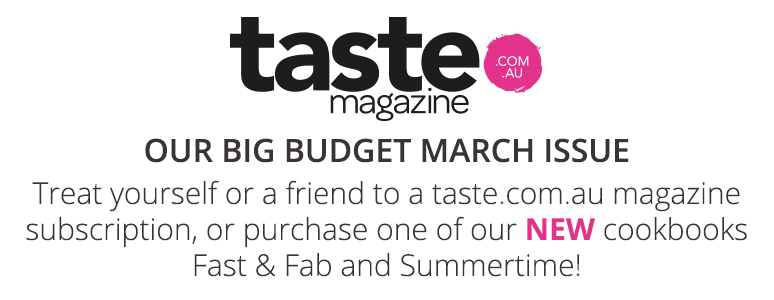 taste
.COM
.AU
magazine
OUR BIG BUDGET MARCH ISSUE
Treat yourself or a friend to a taste.com.au magazine
subscription, or purchase one of our NEW cookbooks
Fast & Fab and Summertime!